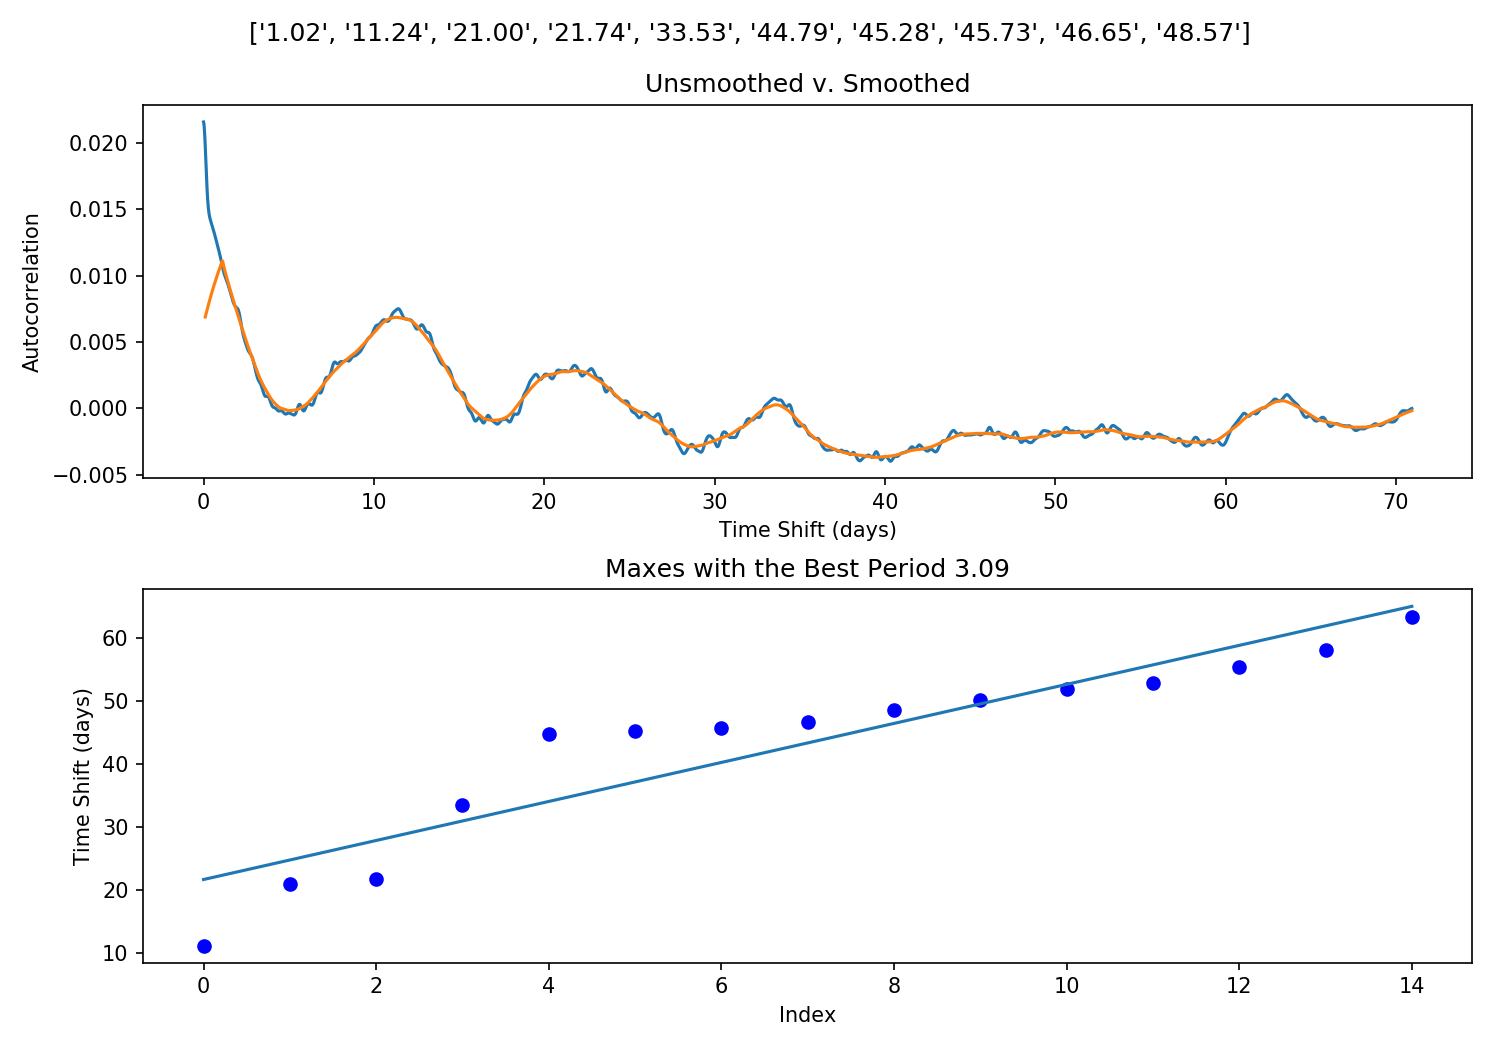 ['1.02', '11.24', '21.00', '21.74', '33.53', '44.79', '45.28', '45.73', '46.65', '48.57']
Unsmoothed v. Smoothed
0.020
0.015
0.010
0.005
0.000
−0.005
Autocorrelation
0 10 20 30 40 50 60 70
Time Shift (days)
Maxes with the Best Period 3.09
60
50
40
30
20
10
Time Shift (days)
0 2 4 6 8 10 12 14
Index